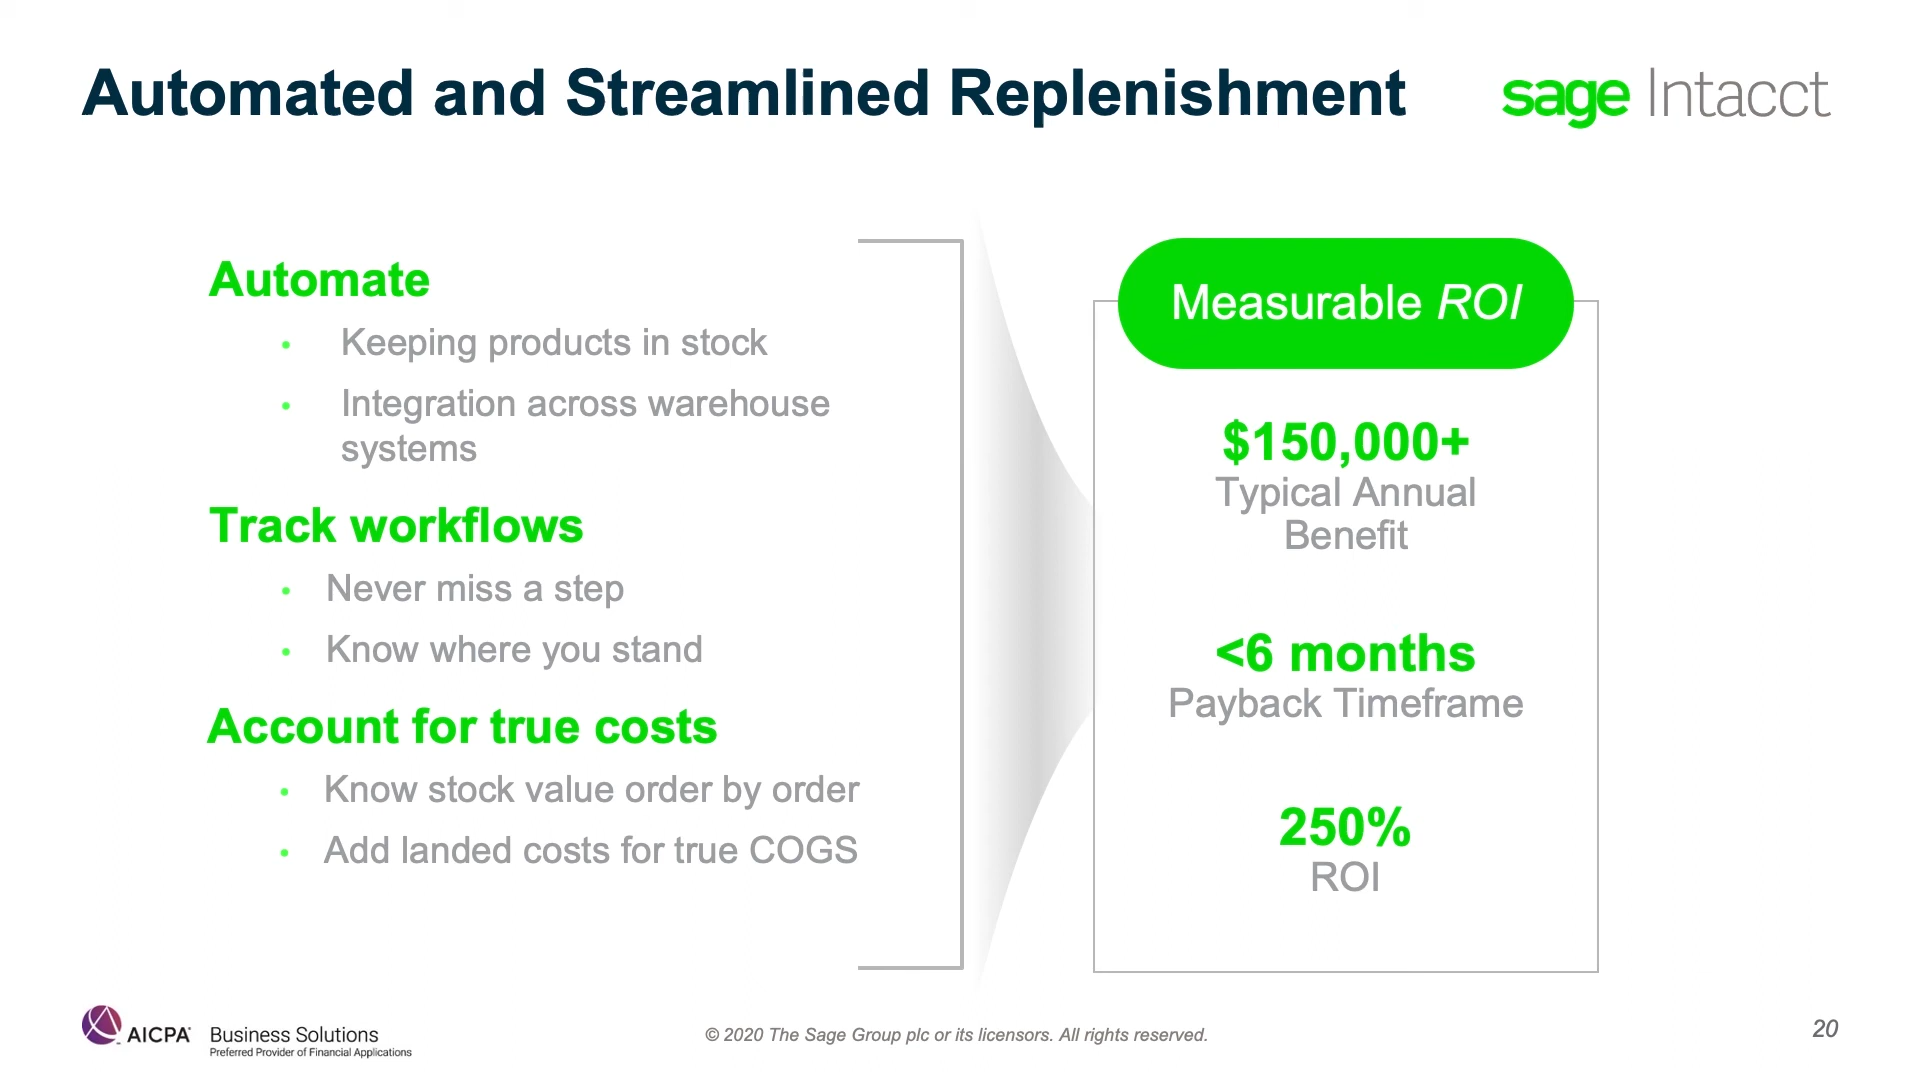 Automated and Streamlined Replenishment
sage Intacct
Automate
• Keeping products in stock
• Integration across warehouse
systems
Track workflows
• Never miss a step
• Know where you stand
Account for true costs
• Know stock value order by order
• Add landed costs for true COGS
Measurable ROI
$150,000+
Typical Annual
Benefit
<6 months
Payback Timeframe
250%
ROI
AICPA Business Solutions
Preferred Provider of Financial Applications
© 2020 The Sage Group plc or its licensors. All rights reserved.
20